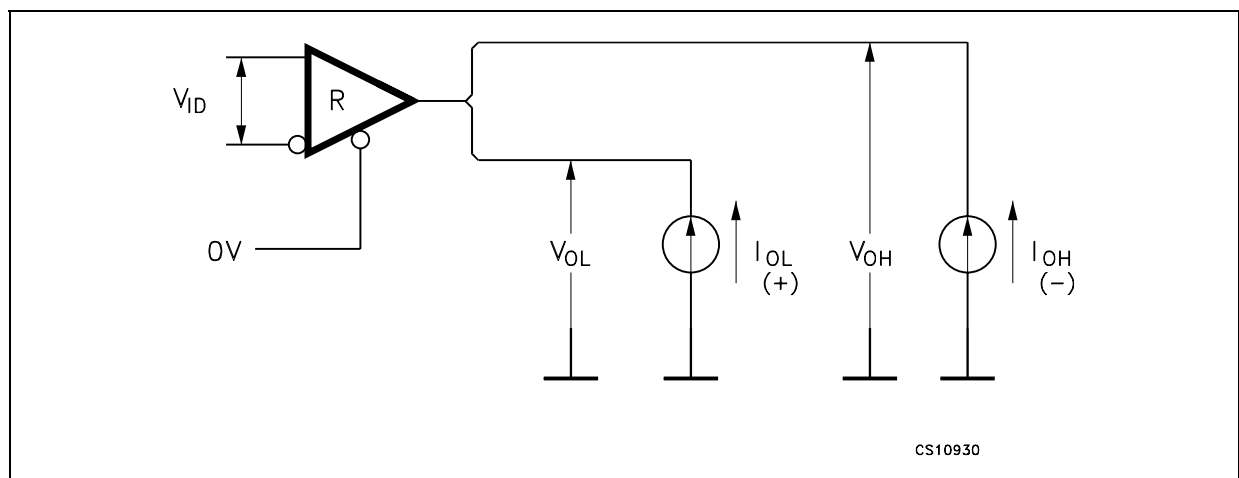 R
VID
0V
VOL
IOL
(+)
VOH
IOH
(−)
CS10930